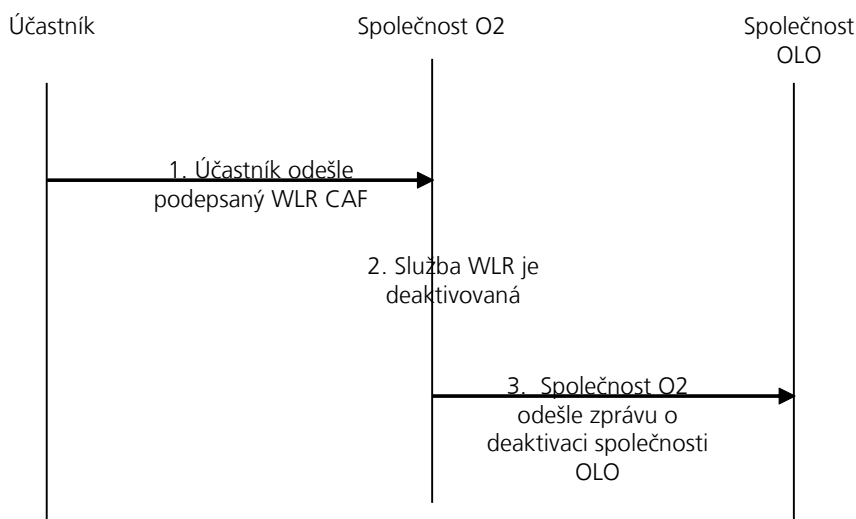 Účastník
Společnost O2
Společnost
OLO
1. Účastník odešle
podepsaný WLR CAF
2. Služba WLR je
deaktivovaná
3. Společnost O2
odešle zprávu o
deaktivaci společnosti
OLO